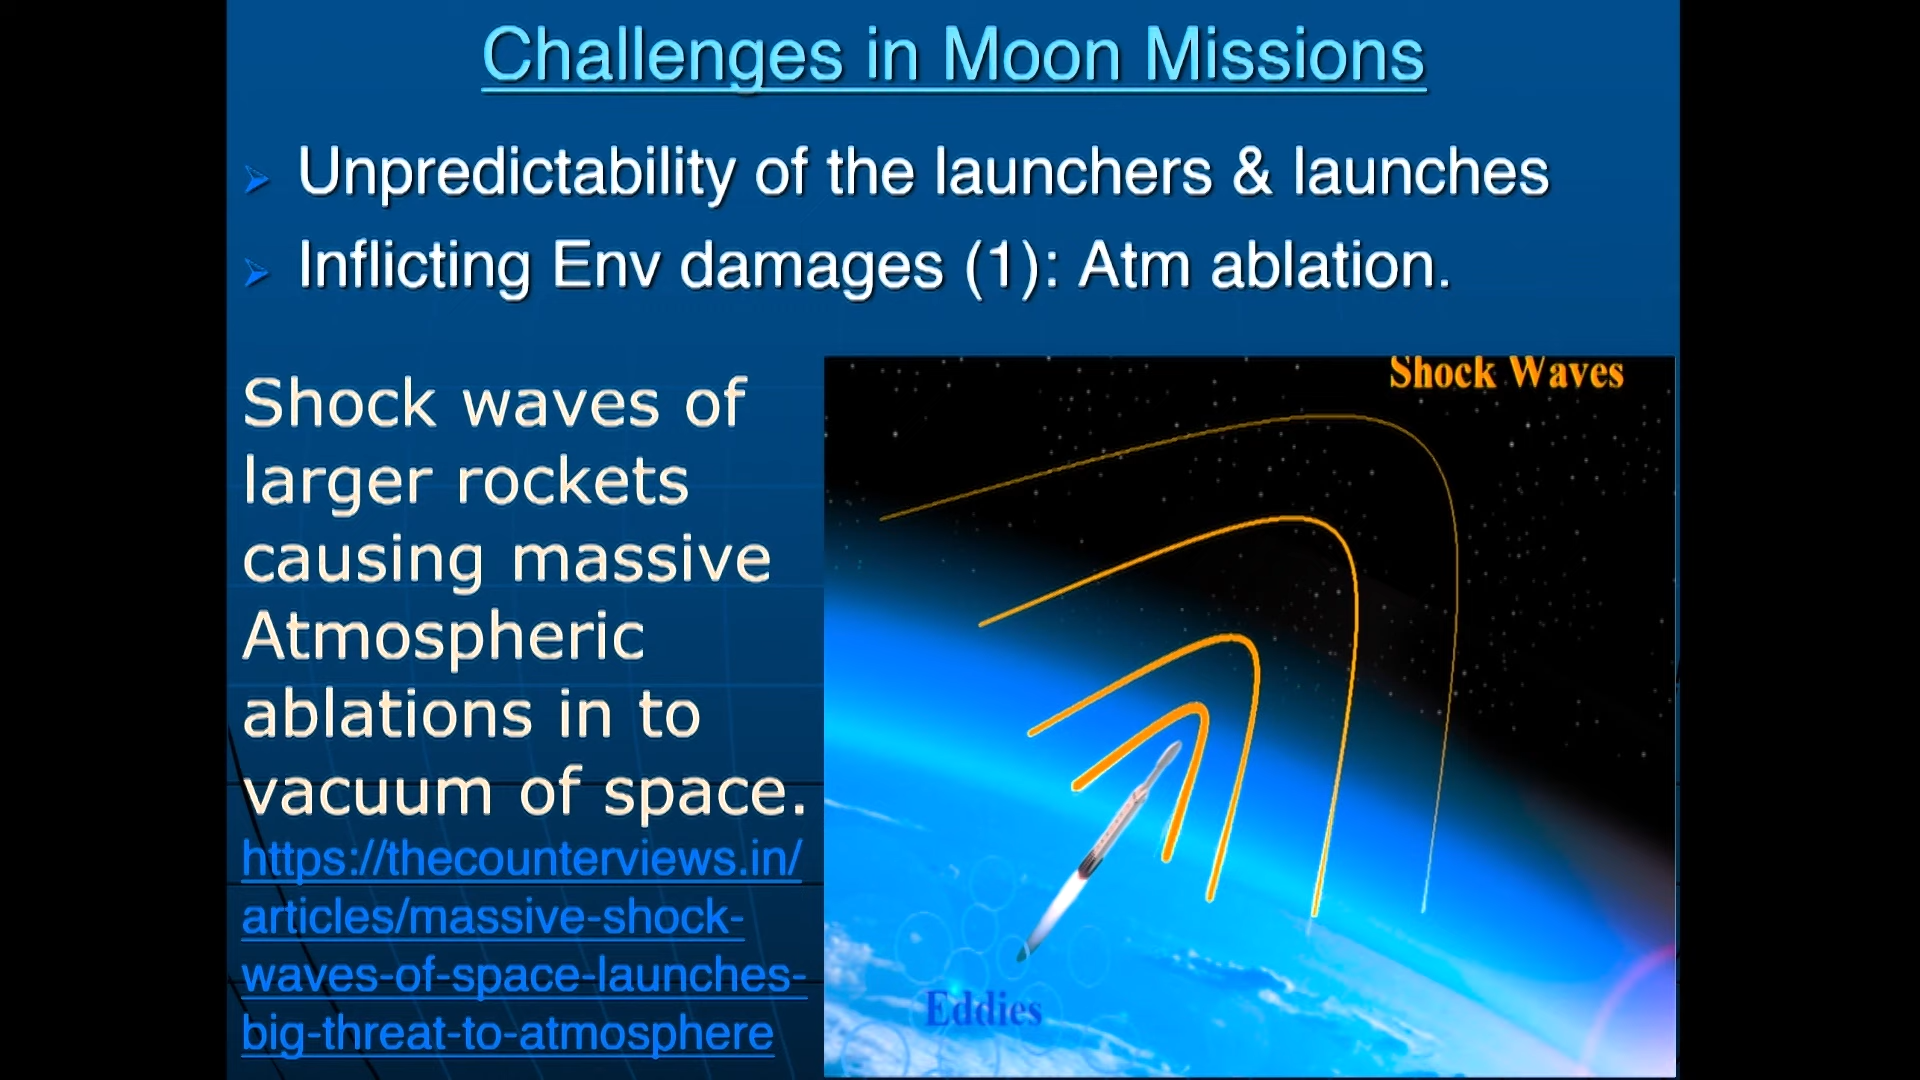 Challenges in Moon Missions
Unpredictability of the launchers & launches
Inflicting Env damages (1): Atm ablation.
Shock waves of
larger rockets
causing massive
Atmospheric
ablations in to
vacuum of space.
https://thecounterviews.in/
articles/massive-shock-
waves-of-space-launches-
big-threat-to-atmosphere
Shock Waves
Eddies